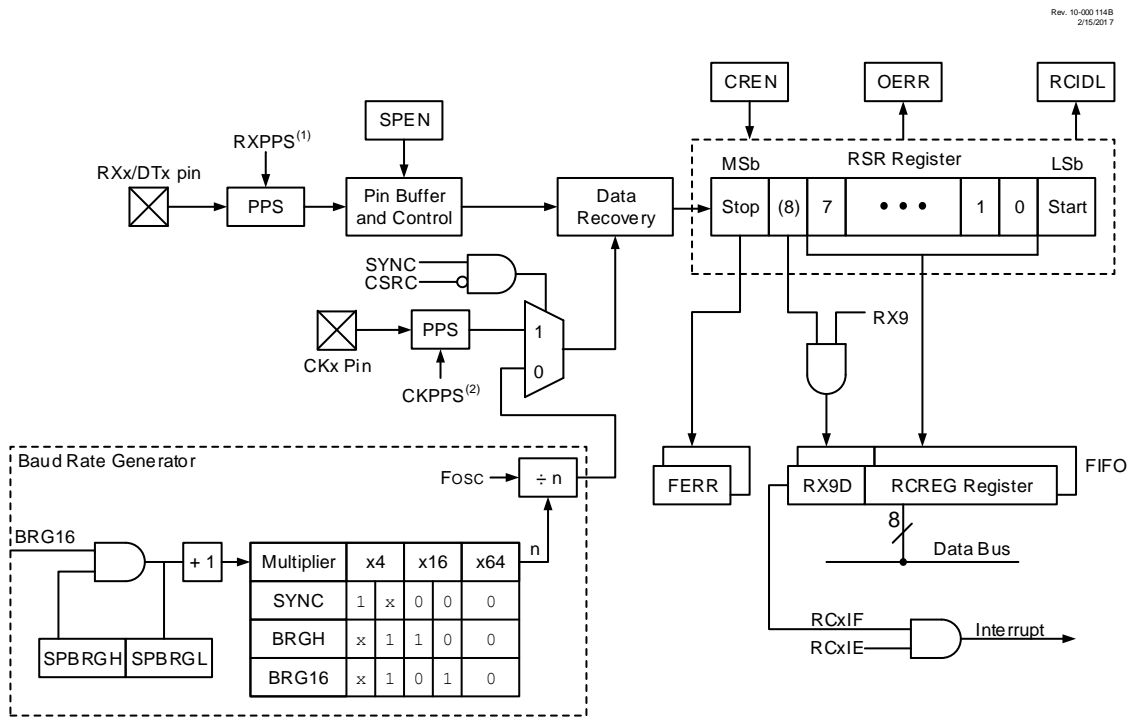 Rev. 10-000 114B
2/15/201 7
CREN
OERR
RCIDL
SPEN
RXPPS(1)
RXx/DTx pin
PPS
Pin Buffer
and Control
Data
Recovery
MSb
RSR Register
LSb
Stop (8) 7 • • • 1 0 Start
SYNC
CSRC
PPS
1
0
CKx Pin
CKPPS(2)
RX9
Baud Rate Generator
Fosc
÷ n
FERR
RX9D
RCREG Register
FIFO
8
Data Bus
BRG16
+ 1
n
Multiplier x4 x16 x64
SYNC 1 x 0 0 0
BRGH x 1 1 0 0
BRG16 x 1 0 1 0
SPBRGH SPBRGL
RCxIF
RCxIE
Interrupt